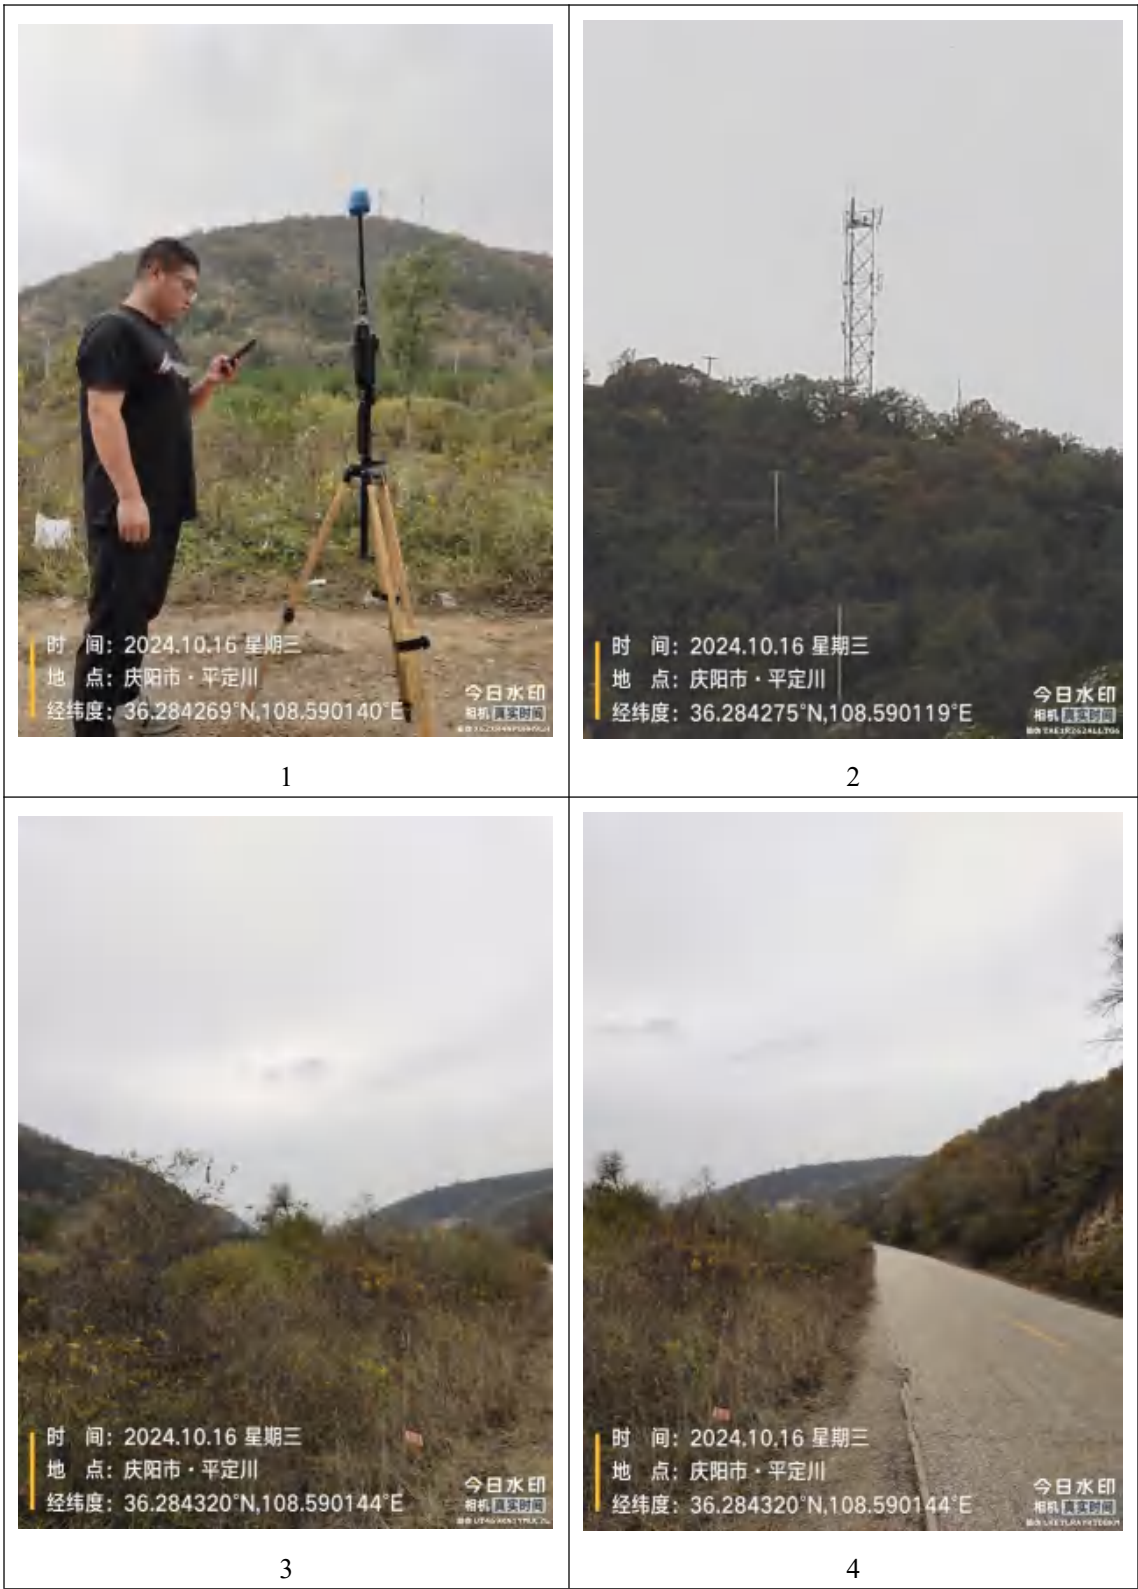 时 间：2024.10.16 星期三
地 点：庆阳市·平定川
经纬度：36.284269°N,108.590140°E
今日水印
相机 真实时间
1
时 间：2024.10.16 星期三
地 点：庆阳市·平定川
经纬度：36.284275°N,108.590119°E
今日水印
相机 真实时间
2
时 间：2024.10.16 星期三
地 点：庆阳市·平定川
经纬度：36.284320°N,108.590144°E
今日水印
相机 真实时间
3
时 间：2024.10.16 星期三
地 点：庆阳市·平定川
经纬度：36.284320°N,108.590144°E
今日水印
相机 真实时间
4